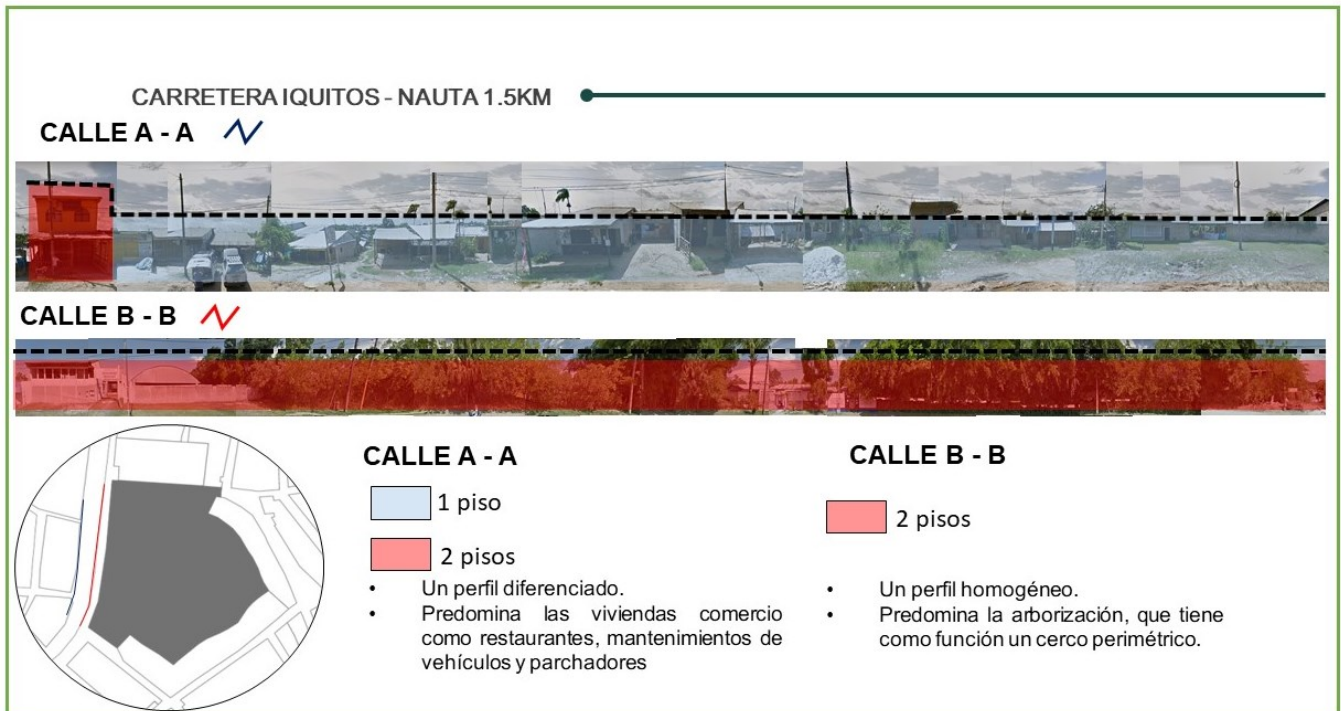 CARRETERA IQUITOS - NAUTA 1.5KM
CALLE A - A
CALLE B - B
CALLE A - A
1 piso
2 pisos
• Un perfil diferenciado.
• Predomina las viviendas comercio
como restaurantes, mantenimientos de
vehículos y parchadores
CALLE B - B
2 pisos
• Un perfil homogéneo.
• Predomina la arborización, que tiene
como función un cerco perimétrico.